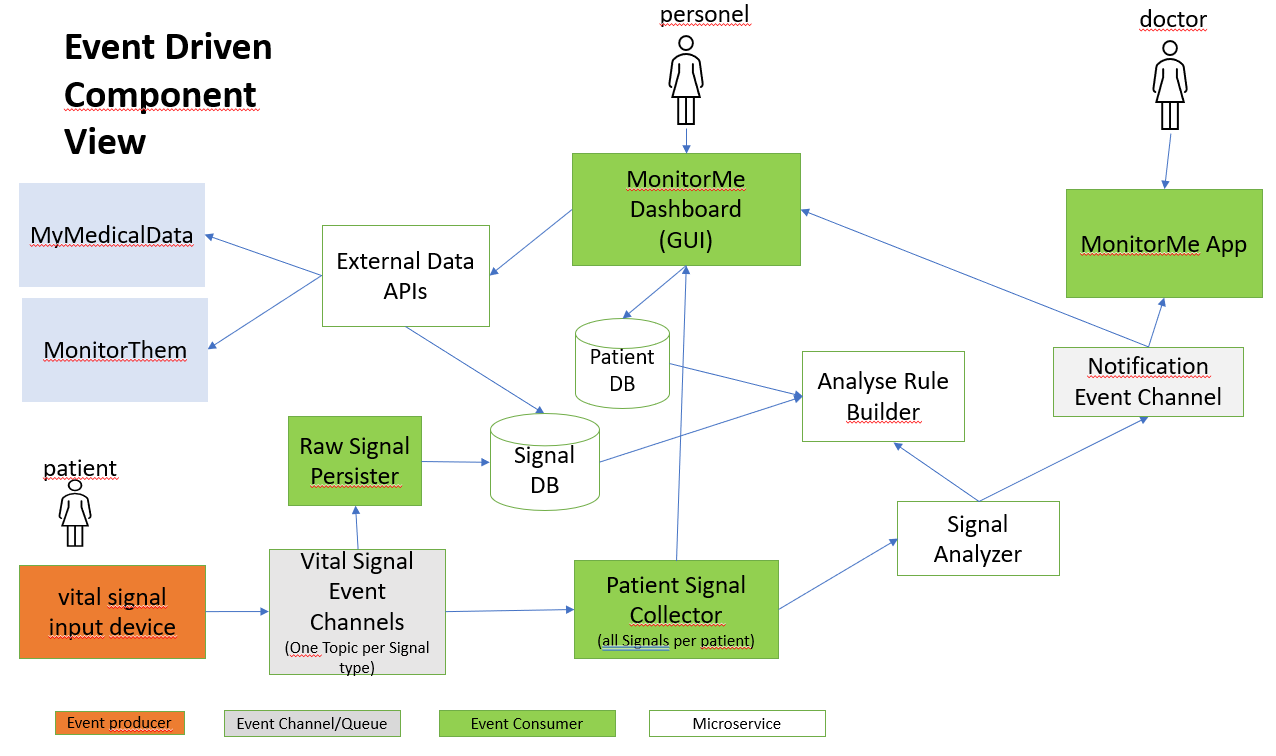 personel
doctor
Event Driven
Component
View
MonitorMe
Dashboard
(GUI)
MyMedicalData
External Data
APIs
MonitorMe App
MonitorThem
Patient
DB
Analyse Rule
Builder
Notification
Event Channel
Raw Signal
Persister
Signal
DB
patient
Signal
Analyzer
vital signal
input device
Vital Signal
Event
Channels
(One Topic per Signal
type)
Patient Signal
Collector
(all Signals per patient)
Event producer
Event Channel/Queue
Event Consumer
Microservice